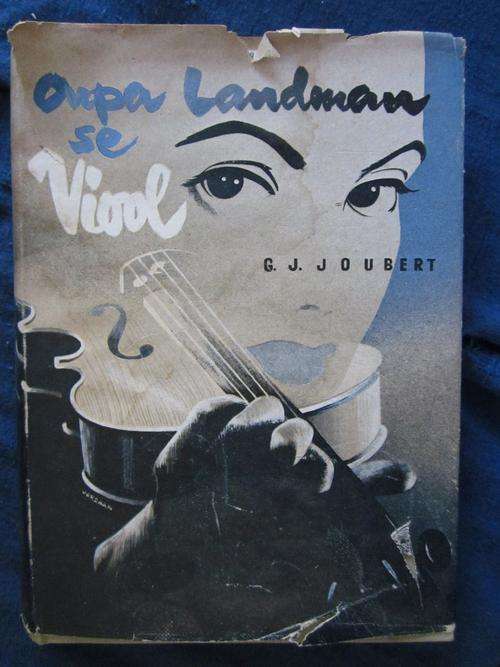 Oupa Landman
se
Viool
G. J. JOUBERT